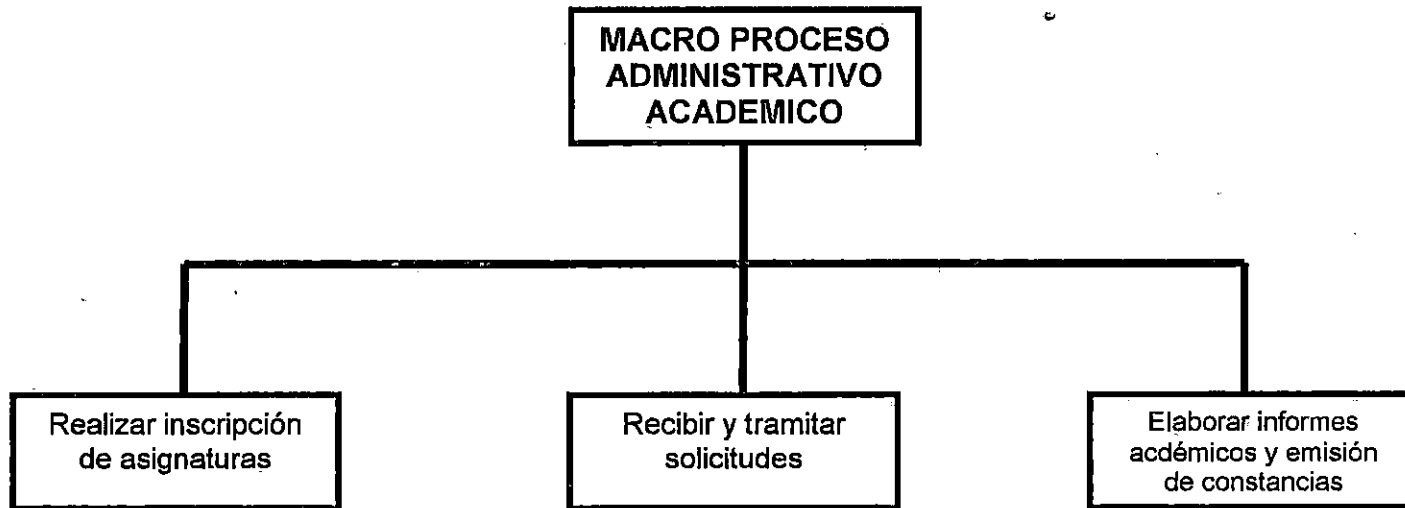 MACRO PROCESO
ADMINISTRATIVO
ACADEMICO
Realizar inscripción
de asignaturas
Recibir y tramitar
solicitudes
Elaborar informes
acdémicos y emisión
de constancias